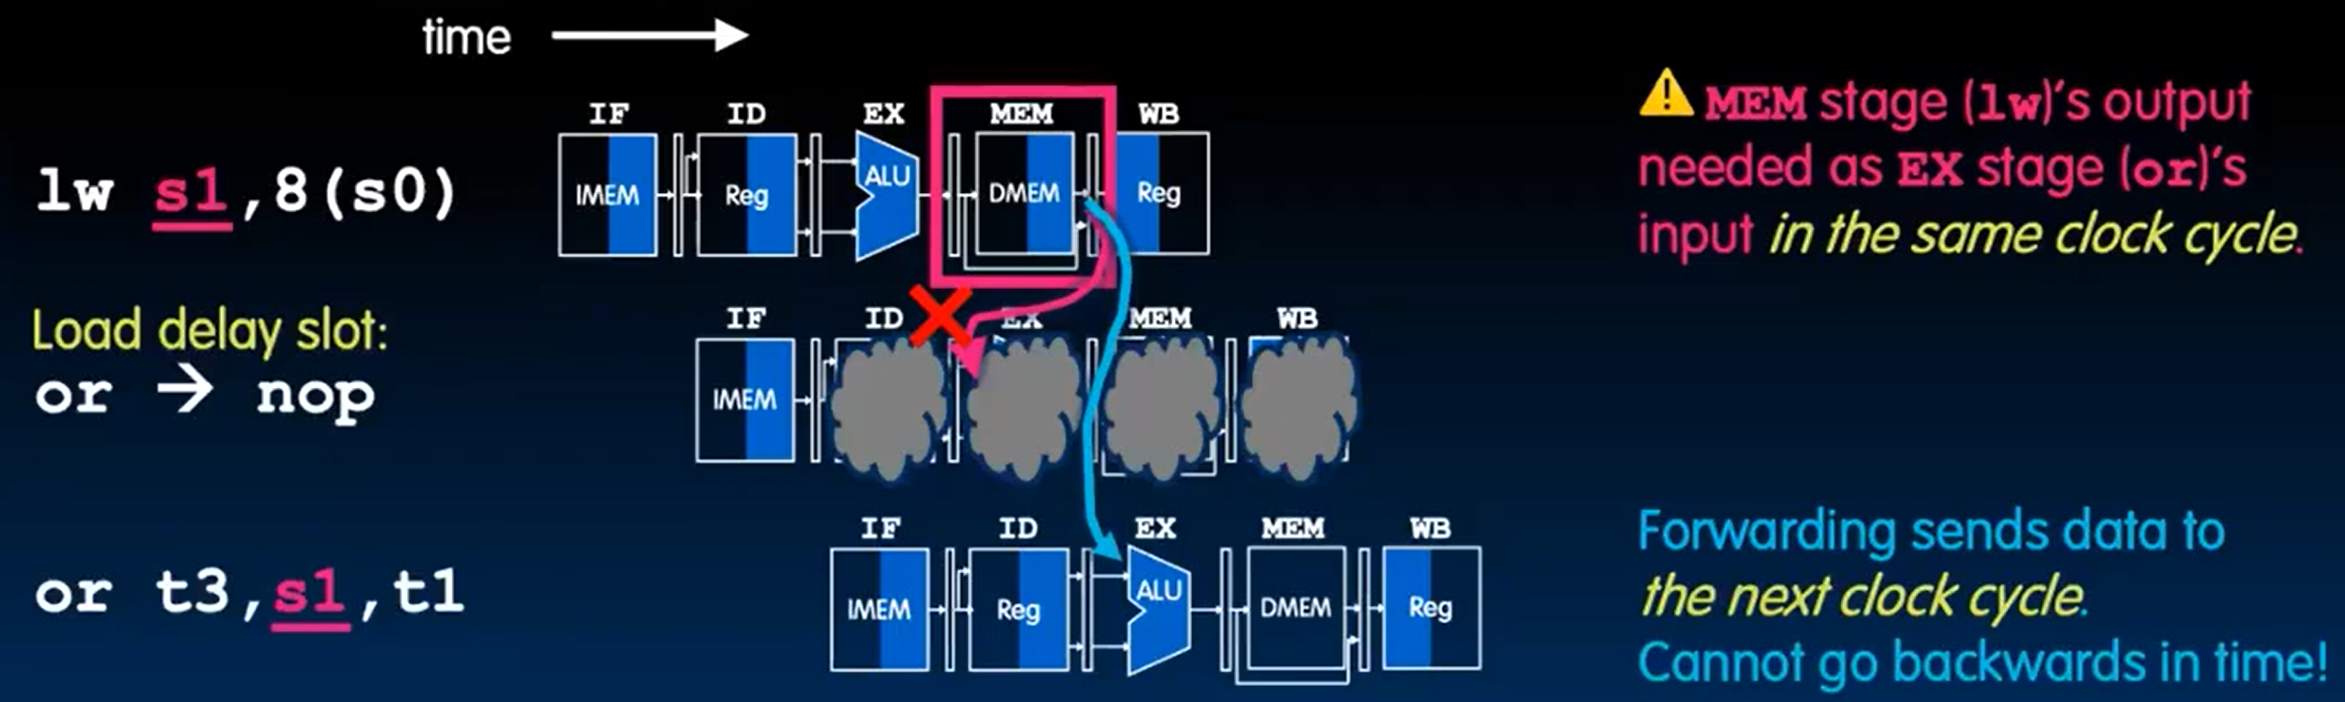 time →
IF ID EX MEM WB
lw s1,8(s0)
IMEM Reg ALU DMEM Reg
⚠ MEM stage (lw)'s output
needed as EX stage (or)'s
input in the same clock cycle.
Load delay slot:
or → nop
IF ID EX MEM WB
IMEM
IF ID EX MEM WB
or t3,s1,t1
IMEM Reg ALU DMEM Reg
Forwarding sends data to
the next clock cycle.
Cannot go backwards in time!